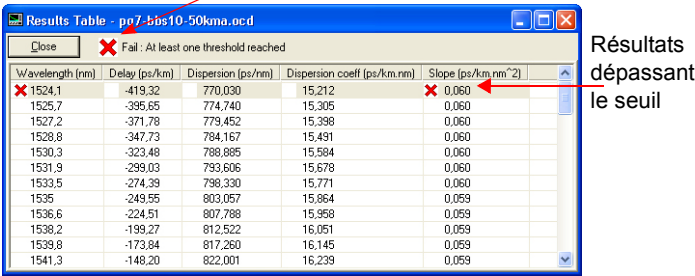 Results Table - po7-bbs10-50kma.ocd
Close
Fail : At least one threshold reached
Wavelength (nm) Delay (ps/km) Dispersion (ps/nm) Dispersion coeff (ps/km.nm) Slope (ps/km.nm^2)
1524,1 -419,32 770,030 15,212 0,060
1525,7 -395,65 774,740 15,305 0,060
1527,2 -371,78 779,452 15,398 0,060
1528,8 -347,73 784,167 15,491 0,060
1530,3 -323,48 788,885 15,584 0,060
1531,9 -299,03 793,606 15,678 0,060
1533,5 -274,39 798,330 15,771 0,060
1535 -249,55 803,057 15,864 0,059
1536,6 -224,51 807,788 15,958 0,059
1538,2 -199,27 812,522 16,051 0,059
1539,8 -173,84 817,260 16,145 0,059
1541,3 -148,20 822,001 16,239 0,059
Résultats
dépassant
le seuil